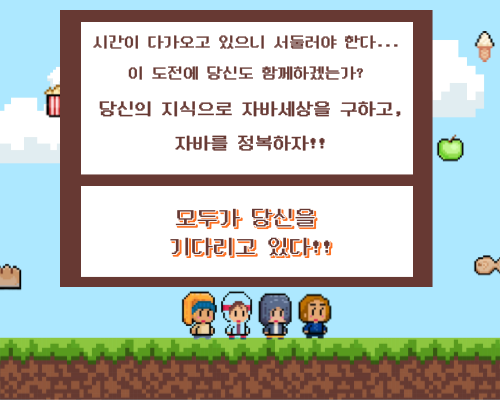 시간이 다가오고 있으니 서둘러야 한다...
이 도전에 당신도 함께하겠는가?
당신의 지식으로 자바세상을 구하고,
자바를 정복하자!!
모두가 당신을
기다리고 있다!!